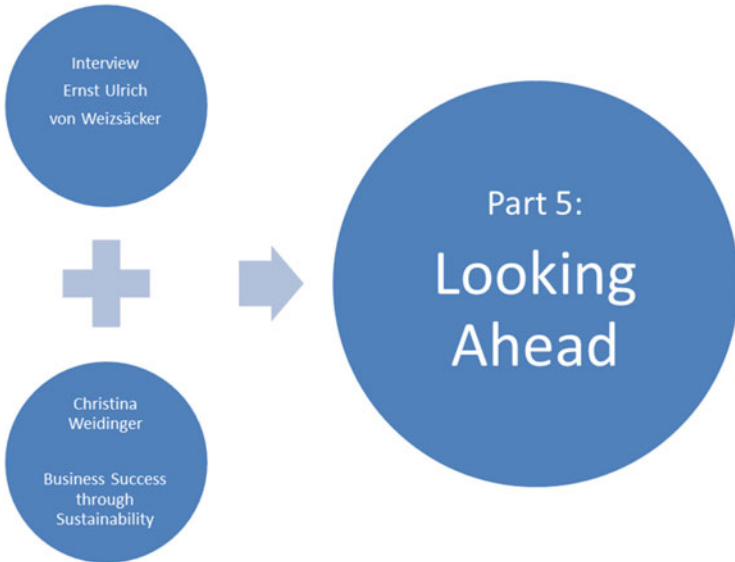 Interview
Ernst Ulrich
von Weizsäcker
Christina
Weidinger
Business Success
through
Sustainability
Part 5:
Looking
Ahead